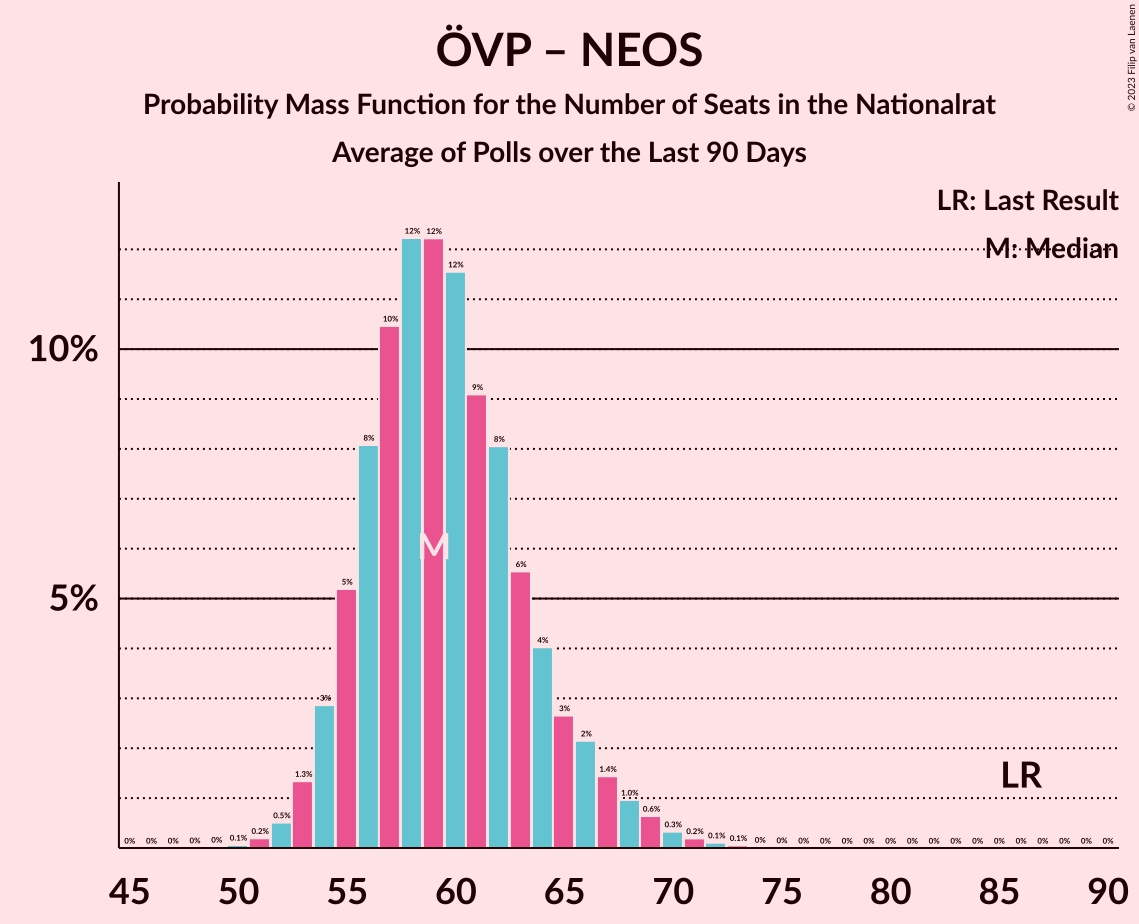 ÖVP – NEOS
Probability Mass Function for the Number of Seats in the Nationalrat
Average of Polls over the Last 90 Days
© 2023 Filip van Laenen
LR: Last Result
M: Median
10%
5%
0% 0% 0% 0% 0% 0.1% 0.2% 0.5% 1.3% 3% 5% 8% 10% 12% 12% 12% 9% 8% 6% 4% 3% 2% 1.4% 1.0% 0.6% 0.3% 0.2% 0.1% 0.1% 0% 0% 0% 0% 0% 0% 0% 0% 0% 0% 0% 0% 0% 0% 0% 0% 0%
M
LR
45 50 55 60 65 70 75 80 85 90